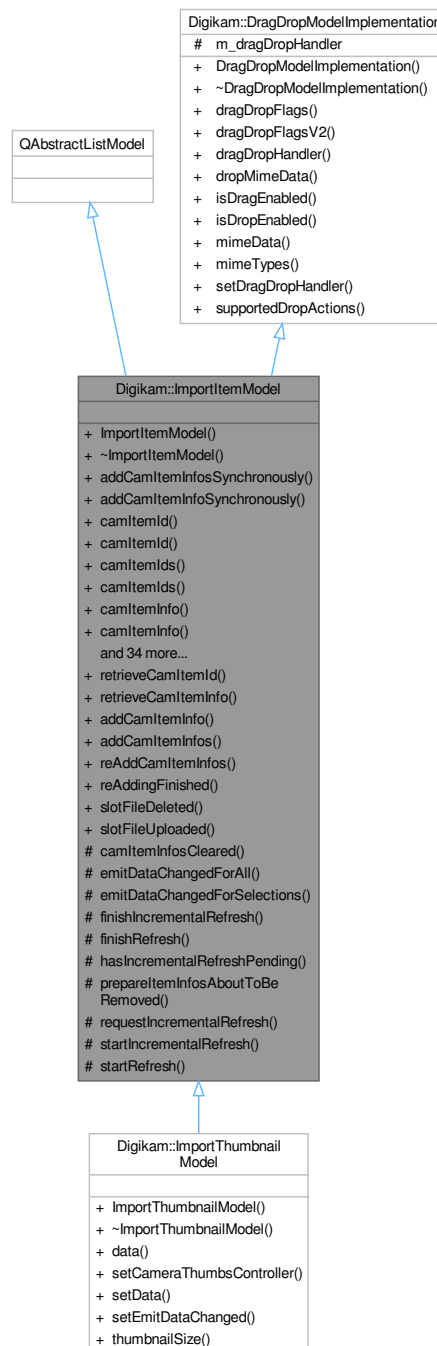 Digikam::DragDropModelImplementation
# m_dragDropHandler
+ DragDropModelImplementation()
+ ~DragDropModelImplementation()
+ dragDropFlags()
+ dragDropFlagsV2()
+ dragDropHandler()
+ dropMimeData()
+ isDragEnabled()
+ isDropEnabled()
+ mimeData()
+ mimeTypes()
+ setDragDropHandler()
+ supportedDropActions()
QAbstractListModel
Digikam::ImportItemModel
+ ImportItemModel()
+ ~ImportItemModel()
+ addCamItemInfosSynchronously()
+ addCamItemInfoSynchronously()
+ camItemId()
+ camItemId()
+ camItemIds()
+ camItemIds()
+ camItemInfo()
+ camItemInfo()
and 34 more...
+ retrieveCamItemId()
+ retrieveCamItemInfo()
+ addCamItemInfo()
+ addCamItemInfos()
+ reAddCamItemInfos()
+ reAddingFinished()
+ slotFileDeleted()
+ slotFileUploaded()
# camItemInfosCleared()
# emitDataChangedForAll()
# emitDataChangedForSelections()
# finishIncrementalRefresh()
# finishRefresh()
# hasIncrementalRefreshPending()
# prepareItemInfosAboutToBe
Removed()
# requestIncrementalRefresh()
# startIncrementalRefresh()
# startRefresh()
Digikam::ImportThumbnail
Model
+ ImportThumbnailModel()
+ ~ImportThumbnailModel()
+ data()
+ setCameraThumbsController()
+ setData()
+ setEmitDataChanged()
+ thumbnailSize()